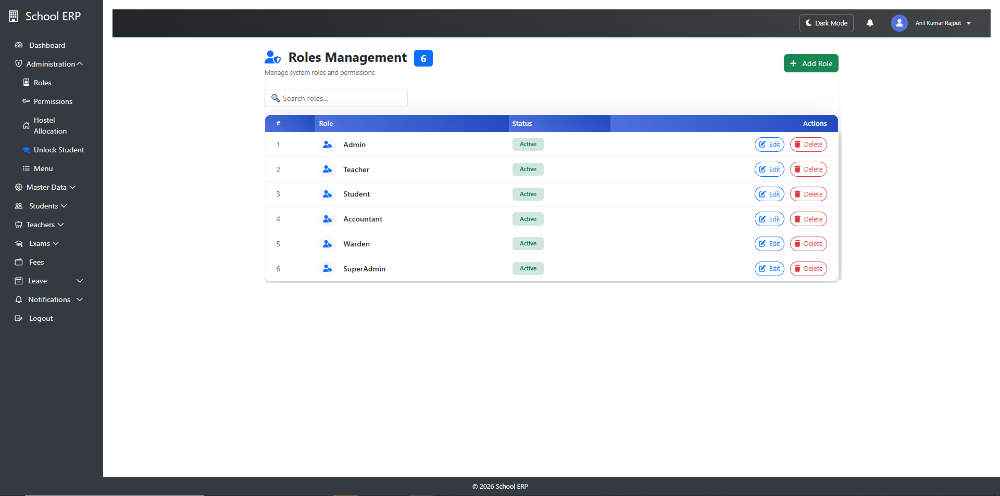 School ERP
Dashboard
Administration
Roles
Permissions
Hostel
Allocation
Unlock Student
Menu
Master Data
Students
Teachers
Exams
Fees
Leave
Notifications
Logout
Dark Mode
Anil Kumar Rajput
Roles Management 6
Manage system roles and permissions
Add Role
Search roles...
# Role Status Actions
1 Admin Active Edit Delete
2 Teacher Active Edit Delete
3 Student Active Edit Delete
4 Accountant Active Edit Delete
5 Warden Active Edit Delete
6 SuperAdmin Active Edit Delete
© 2026 School ERP